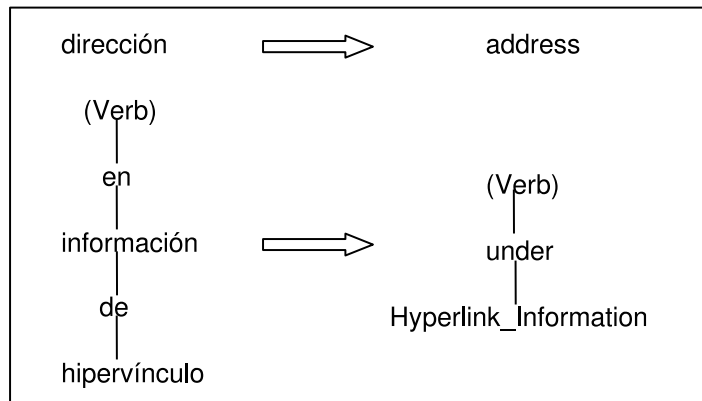 dirección address
(Verb)
en
(Verb)
información
under
de
Hyperlink_Information
hipervínculo